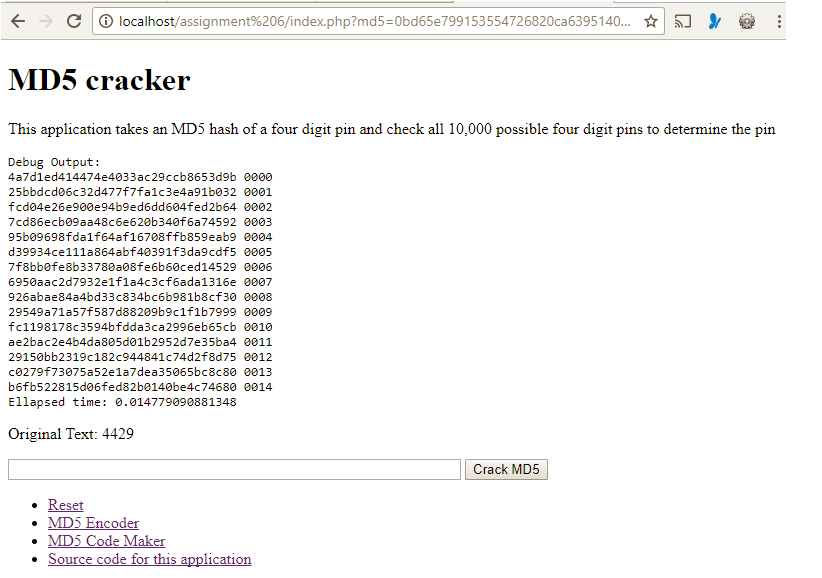 localhost/assignment%206/index.php?md5=0bd65e799153554726820ca6395140...
MD5 cracker
This application takes an MD5 hash of a four digit pin and check all 10,000 possible four digit pins to determine the pin
Debug Output:
4a7d1ed414474e4033ac29ccb8653d9b 0000
25bbdcd06c32d477f7fa1c3e4a91b032 0001
fcd04e26e900e94b9ed6dd604fed2b64 0002
7cd86ecb09aa48c6e620b340f6a74592 0003
95b09698fda1f64af16708ffb859eab9 0004
d39934ce111a864abf40391f3da9cdf5 0005
7f8bb0fe8b33780a08fe6b60ced14529 0006
6950aac2d7932e1f1a4c3cf6ada1316e 0007
926abae84a4bd33c834bc6b981b8cf30 0008
29549a71a57f587d88209b9c1f1b7999 0009
fc1198178c3594bfdda3ca2996eb65cb 0010
ae2bac2e4b4da805d01b2952d7e35ba4 0011
29150bb2319c182c944841c74d2f8d75 0012
c0279f73075a52e1a7dea35065bc8c80 0013
b6fb522815d06fed82b0140be4c74680 0014
Ellapsed time: 0.014779090881348
Original Text: 4429
Crack MD5
Reset
MD5 Encoder
MD5 Code Maker
Source code for this application